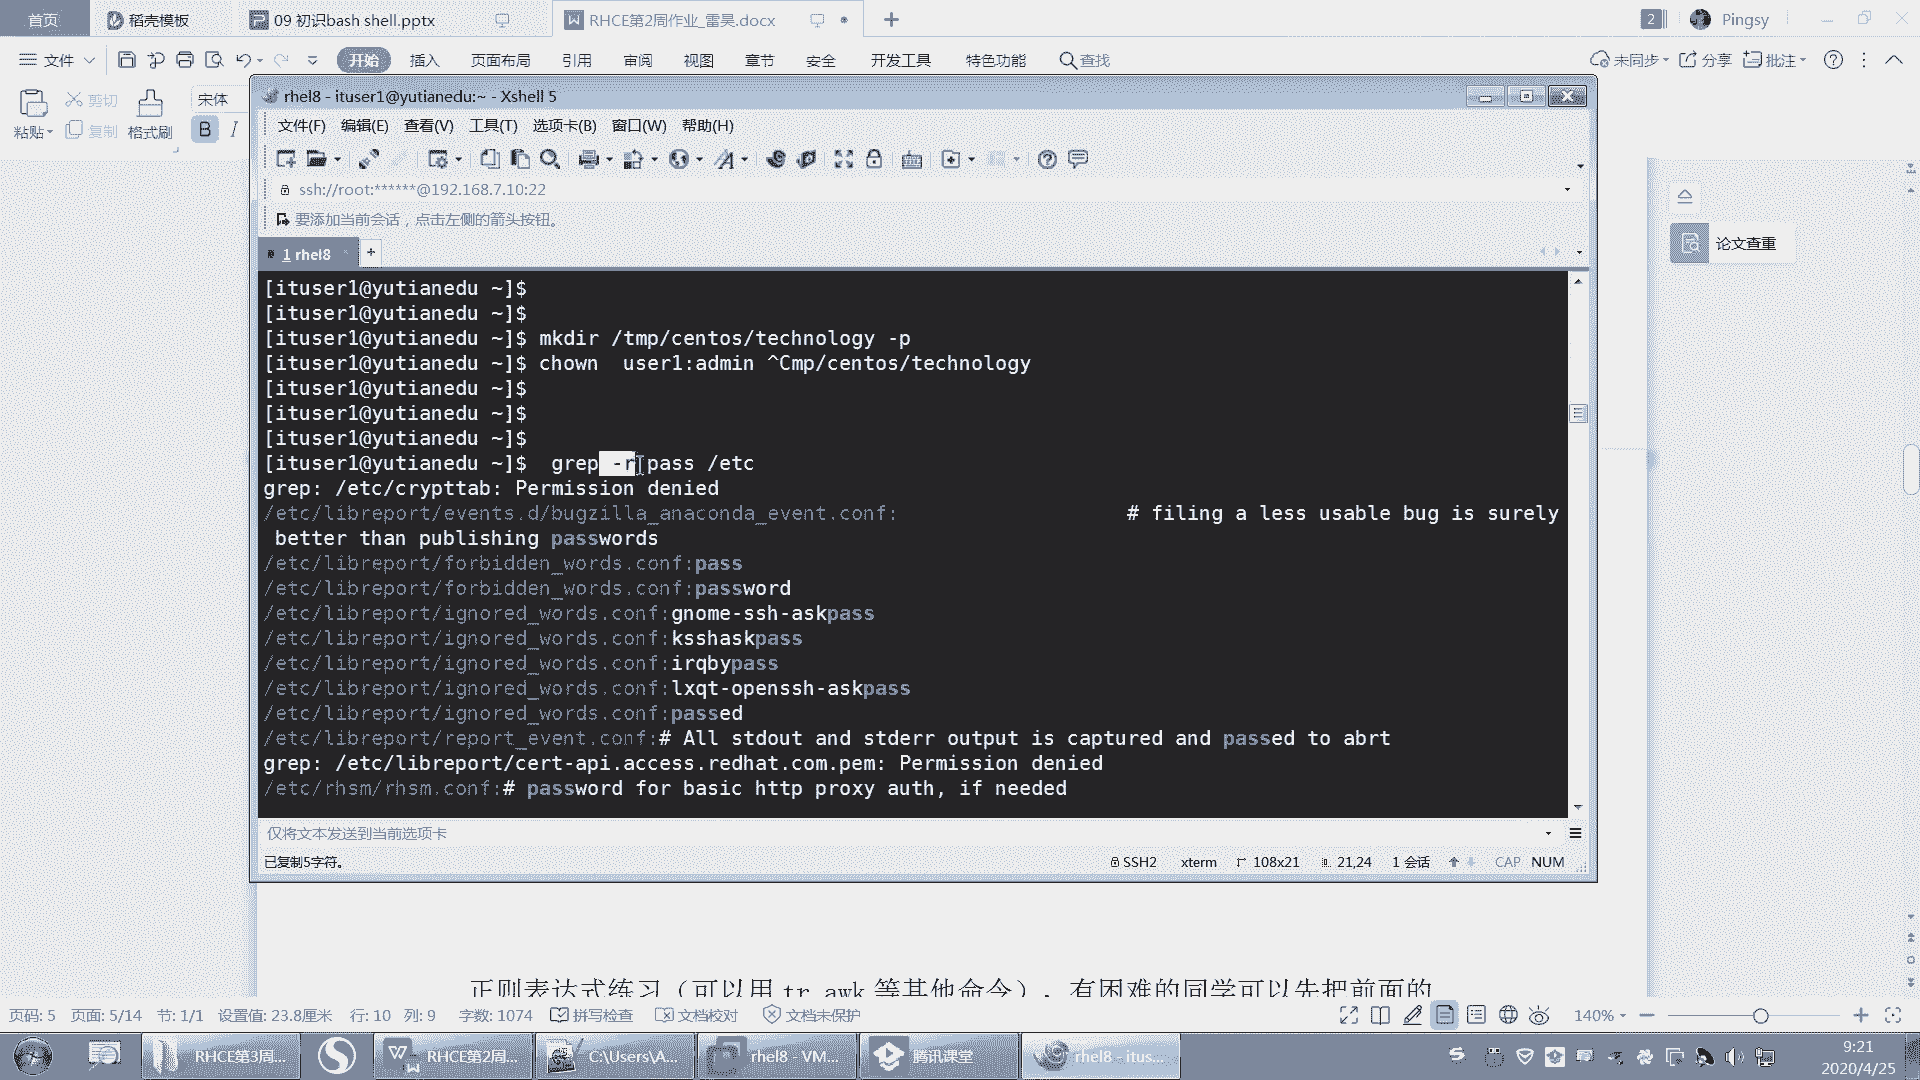 首页 稻壳模板 09 初识bash shell.pptx RHCE第2周作业_雷昊.docx 2 Pingsy
文件 开始 插入 页面布局 引用 审阅 视图 章节 安全 开发工具 特色功能 查找 未同步 分享 批注
粘贴 剪切 复制 格式刷 宋体 B I
rhel8 - ituser1@yutianedu:~ - Xshell 5
文件(F) 编辑(E) 查看(V) 工具(T) 选项卡(B) 窗口(W) 帮助(H)
ssh://root:******@192.168.7.10:22
要添加当前会话，点击左侧的箭头按钮。
论文查重
1 rhel8
[ituser1@yutianedu ~]$
[ituser1@yutianedu ~]$
[ituser1@yutianedu ~]$ mkdir /tmp/centos/technology -p
[ituser1@yutianedu ~]$ chown  user1:admin ^Cmp/centos/technology
[ituser1@yutianedu ~]$
[ituser1@yutianedu ~]$
[ituser1@yutianedu ~]$
[ituser1@yutianedu ~]$  grep -r pass /etc
grep: /etc/crypttab: Permission denied
/etc/libreport/events.d/bugzilla_anaconda_event.conf:                   # filing a less usable bug is surely
 better than publishing passwords
/etc/libreport/forbidden_words.conf:pass
/etc/libreport/forbidden_words.conf:password
/etc/libreport/ignored_words.conf:gnome-ssh-askpass
/etc/libreport/ignored_words.conf:ksshaskpass
/etc/libreport/ignored_words.conf:irqbypass
/etc/libreport/ignored_words.conf:lxqt-openssh-askpass
/etc/libreport/ignored_words.conf:passed
/etc/libreport/report_event.conf:# All stdout and stderr output is captured and passed to abrt
grep: /etc/libreport/cert-api.access.redhat.com.pem: Permission denied
/etc/rhsm/rhsm.conf:# password for basic http proxy auth, if needed
仅将文本发送到当前选项卡
已复制5字符。 SSH2 xterm 108x21 21,24 1 会话 CAP NUM
正则表达式练习（可以用 tr awk 等其他命令），有困难的同学可以先把前面的
页码: 5 页面: 5/14 节: 1/1 设置值: 23.8厘米 行: 10 列: 9 字数: 1074 拼写检查 文档校对 文档未保护 140%
RHCE第3周... RHCE第2周... C:\Users\A... rhel8 - VM... 腾讯课堂 rhel8 - itus... 9:21
2020/4/25